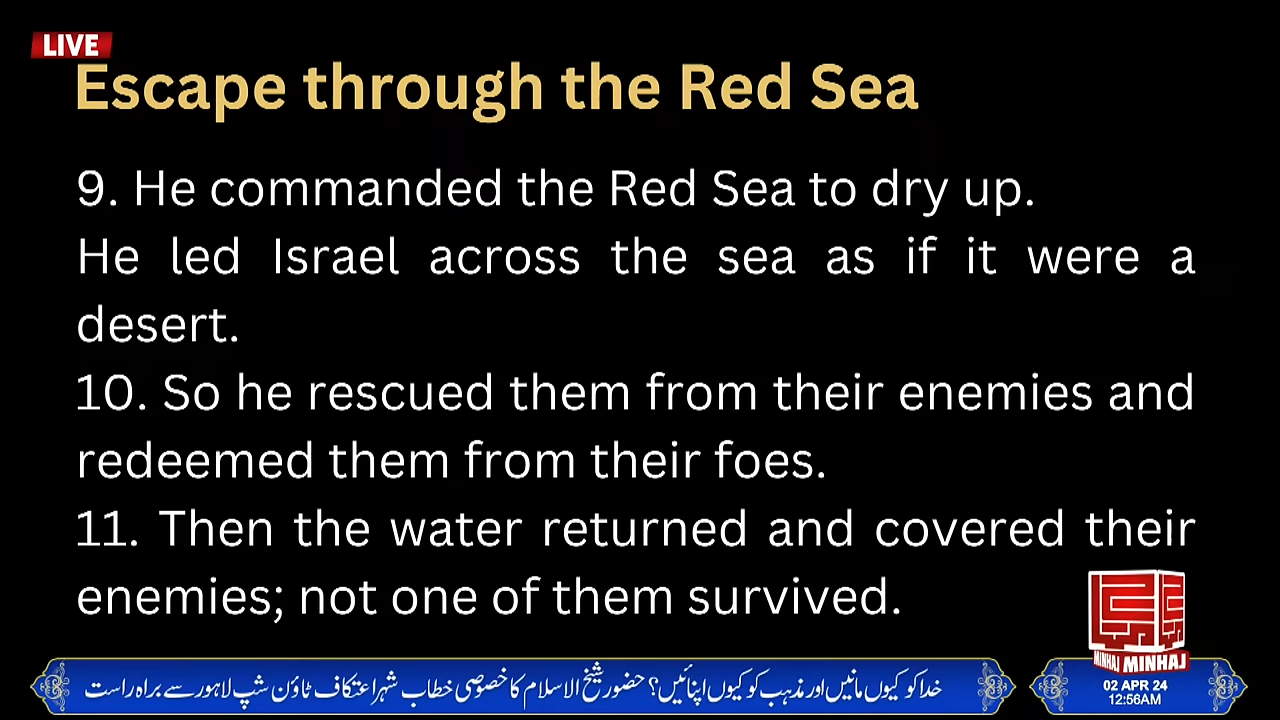 LIVE
Escape through the Red Sea
9. He commanded the Red Sea to dry up.
He led Israel across the sea as if it were a
desert.
10. So he rescued them from their enemies and
redeemed them from their foes.
11. Then the water returned and covered their
enemies; not one of them survived.
MINHAJ MINHAJ
خدا کو کیوں مانیں اور مذہب کو کیوں اپنائیں؟ حضور شیخ الاسلام کا خصوصی خطاب شہر اعتکاف ٹاؤن شپ لاہور سے براہ راست
02 APR 24
12:56AM